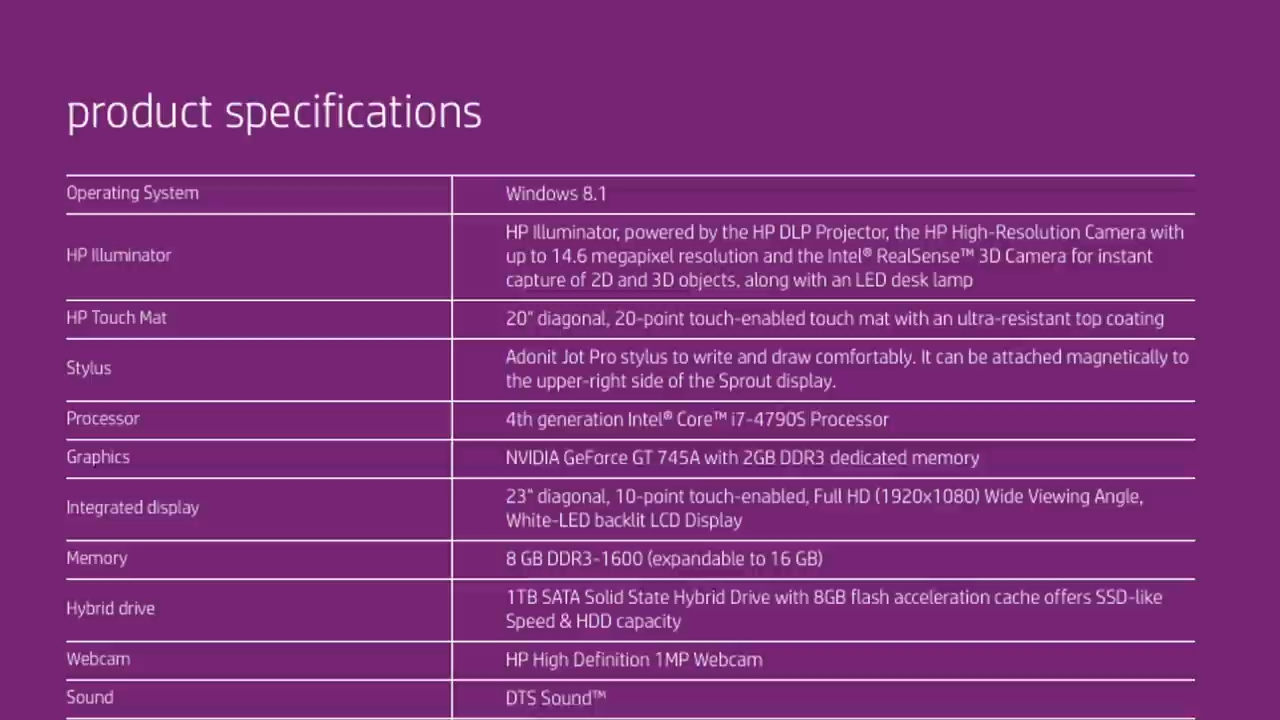 product specifications
Operating System
Windows 8.1
HP Illuminator
HP Illuminator, powered by the HP DLP Projector, the HP High-Resolution Camera with
up to 14.6 megapixel resolution and the Intel® RealSense™ 3D Camera for instant
capture of 2D and 3D objects, along with an LED desk lamp
HP Touch Mat
20" diagonal, 20-point touch-enabled touch mat with an ultra-resistant top coating
Stylus
Adonit Jot Pro stylus to write and draw comfortably. It can be attached magnetically to
the upper-right side of the Sprout display.
Processor
4th generation Intel® Core™ i7-4790S Processor
Graphics
NVIDIA GeForce GT 745A with 2GB DDR3 dedicated memory
Integrated display
23" diagonal, 10-point touch-enabled, Full HD (1920x1080) Wide Viewing Angle,
White-LED backlit LCD Display
Memory
8 GB DDR3-1600 (expandable to 16 GB)
Hybrid drive
1TB SATA Solid State Hybrid Drive with 8GB flash acceleration cache offers SSD-like
Speed & HDD capacity
Webcam
HP High Definition 1MP Webcam
Sound
DTS Sound™